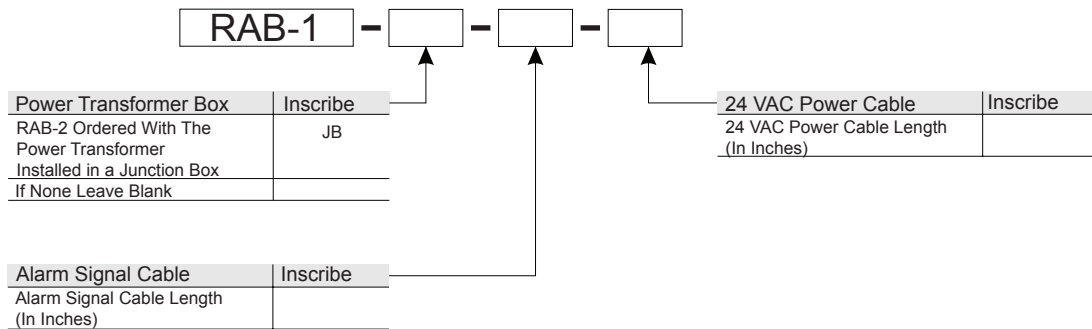 RAB-1 - - -
Power Transformer Box Inscribe
RAB-2 Ordered With The
Power Transformer
Installed in a Junction Box
JB
If None Leave Blank
24 VAC Power Cable Inscribe
24 VAC Power Cable Length
(In Inches)
Alarm Signal Cable Inscribe
Alarm Signal Cable Length
(In Inches)